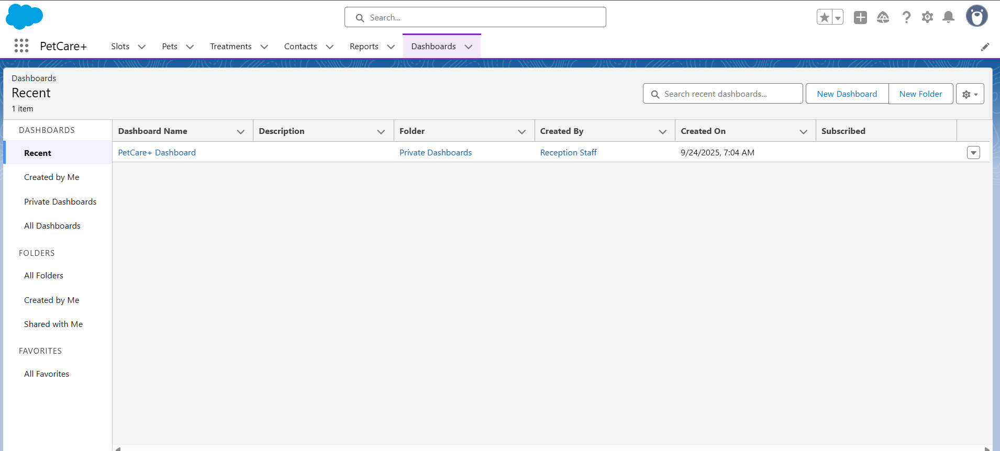 Search...
PetCare+
Slots
Pets
Treatments
Contacts
Reports
Dashboards
Dashboards
Recent
1 item
Search recent dashboards...
New Dashboard
New Folder
DASHBOARDS
Recent
Created by Me
Private Dashboards
All Dashboards
FOLDERS
All Folders
Created by Me
Shared with Me
FAVORITES
All Favorites
Dashboard Name Description Folder Created By Created On Subscribed
PetCare+ Dashboard Private Dashboards Reception Staff 9/24/2025, 7:04 AM